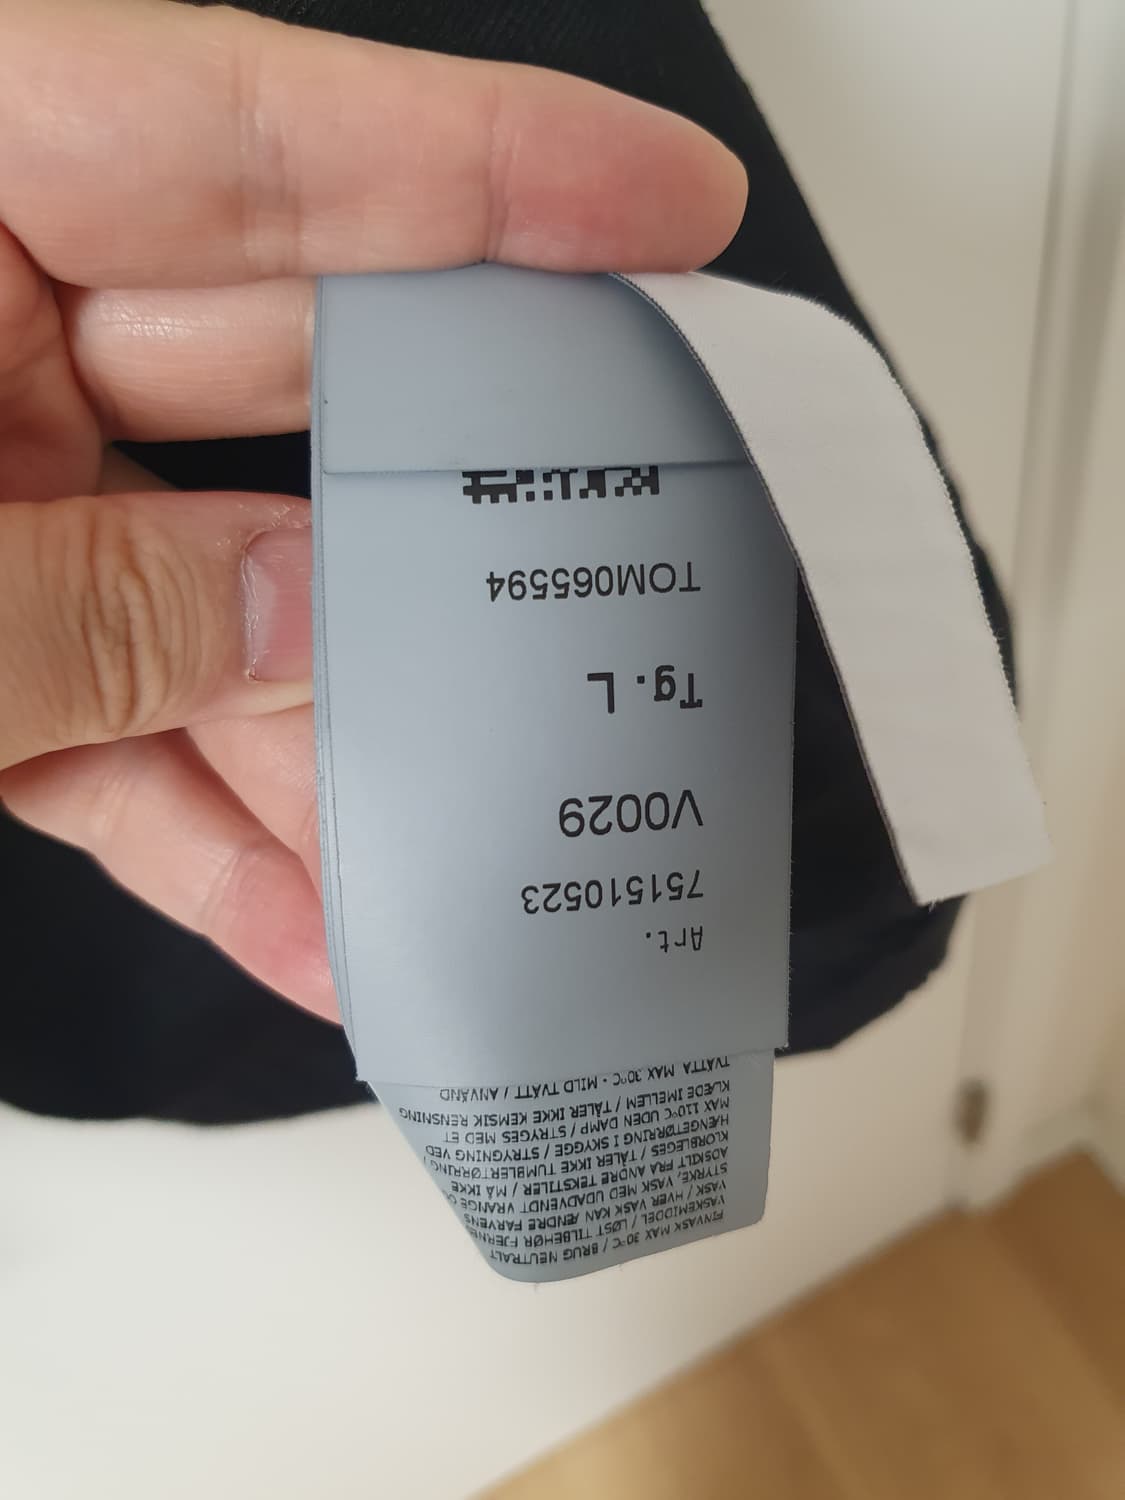 FINVASK MAX 30°C / BRUG NEUTRALT
VASKEMIDDEL / LØST TILBEHØR
VASK / HVER VASK KAN ÆNDRE FARVENS
STYRKE, VASK MED UDADVENDT VRANGE
ADSKILT FRA ANDRE TEKSTILER / MÅ IKKE
KLORBLEGES / TÅLER IKKE TUMBLERTØRRING /
HÆNGETØRRING I SKYGGE / STRYGNING VED
MAX 110°C UDEN DAMP / STRYGES MED ET
KLÆDE IMELLEM / TÅLER IKKE KEMSIK RENSNING
TVÄTTA MAX 30°C • MILD TVÄTT / ANVÄND
Art.
751510523
V0029
Tg. L
TOM065594